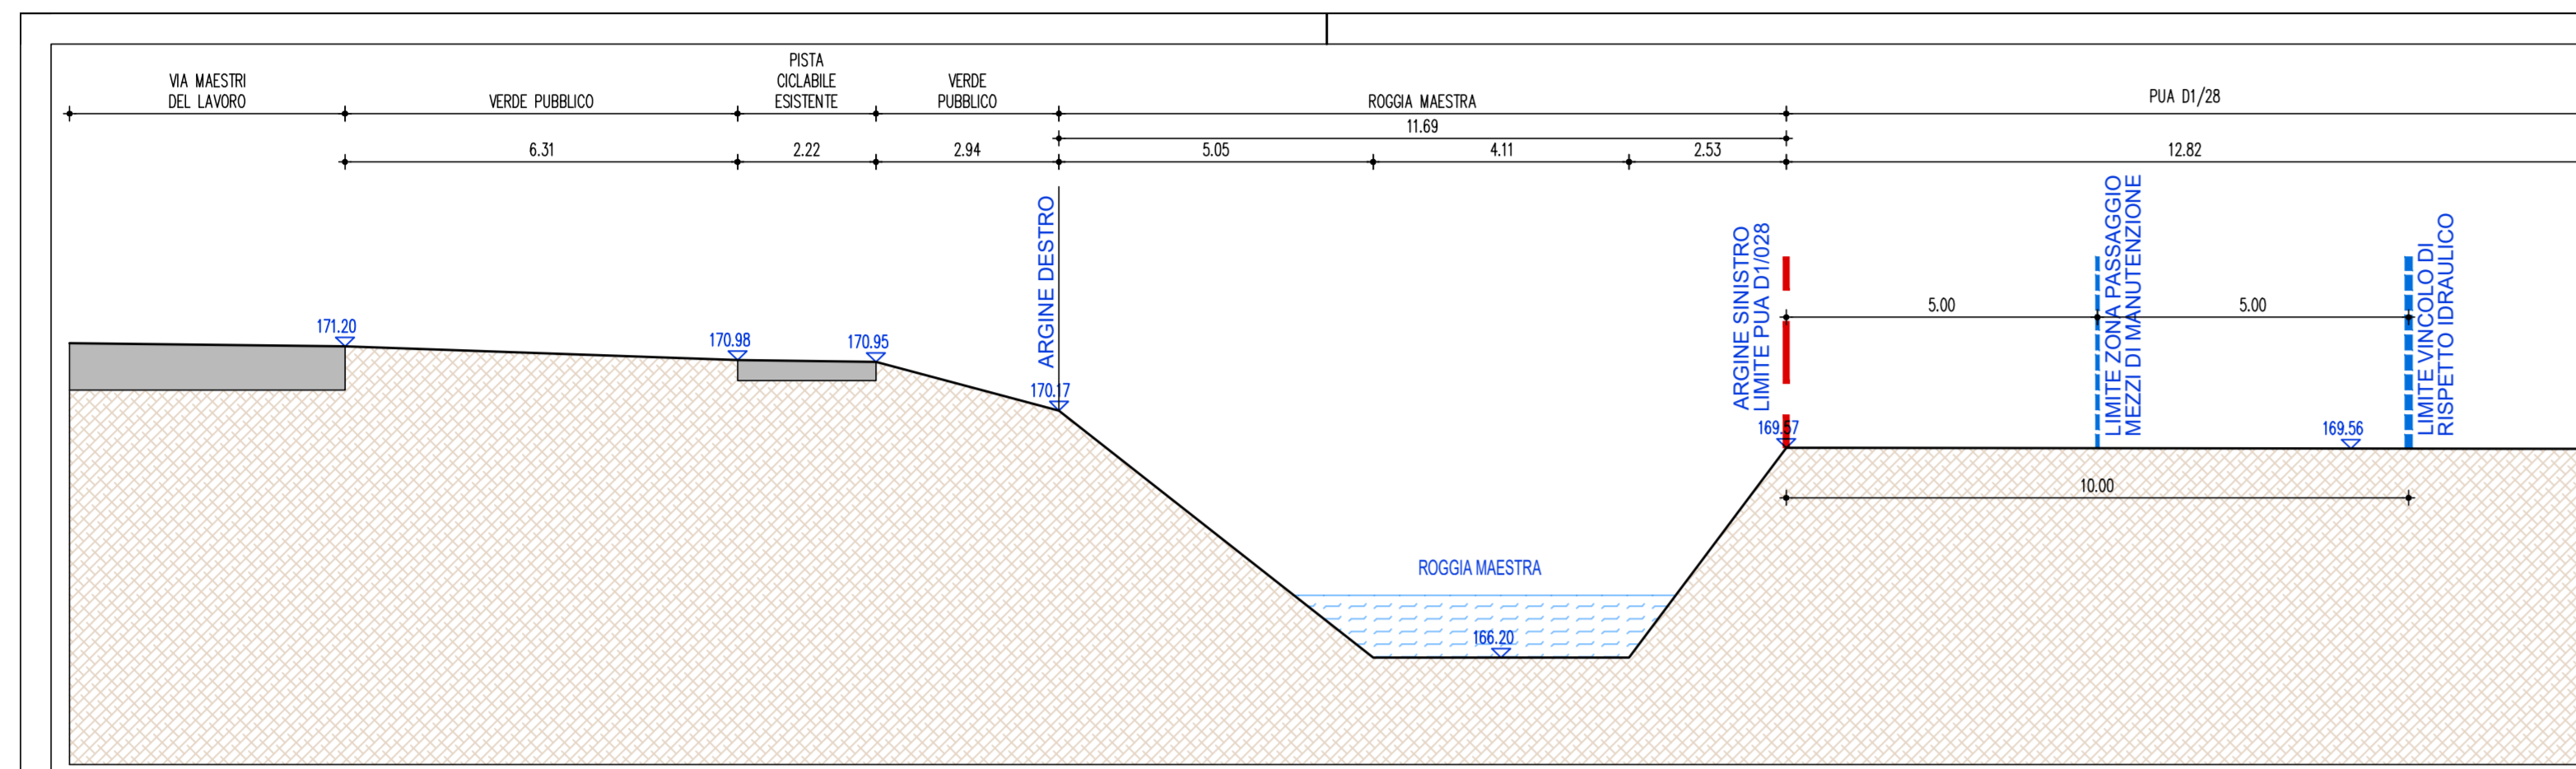 VIA MAESTRI
DEL LAVORO
VERDE PUBBLICO
PISTA
CICLABILE
ESISTENTE
VERDE
PUBBLICO
ROGGIA MAESTRA
PUA D1/28
11.69
6.31
2.22
2.94
5.05
4.11
2.53
12.82
ARGINE DESTRO
ARGINE SINISTRO
LIMITE PUA D1/028
LIMITE ZONA PASSAGGIO
MEZZI DI MANUTENZIONE
LIMITE VINCOLO DI
RISPETTO IDRAULICO
5.00
5.00
171.20
170.98
170.95
170.17
169.57
169.56
10.00
ROGGIA MAESTRA
166.20